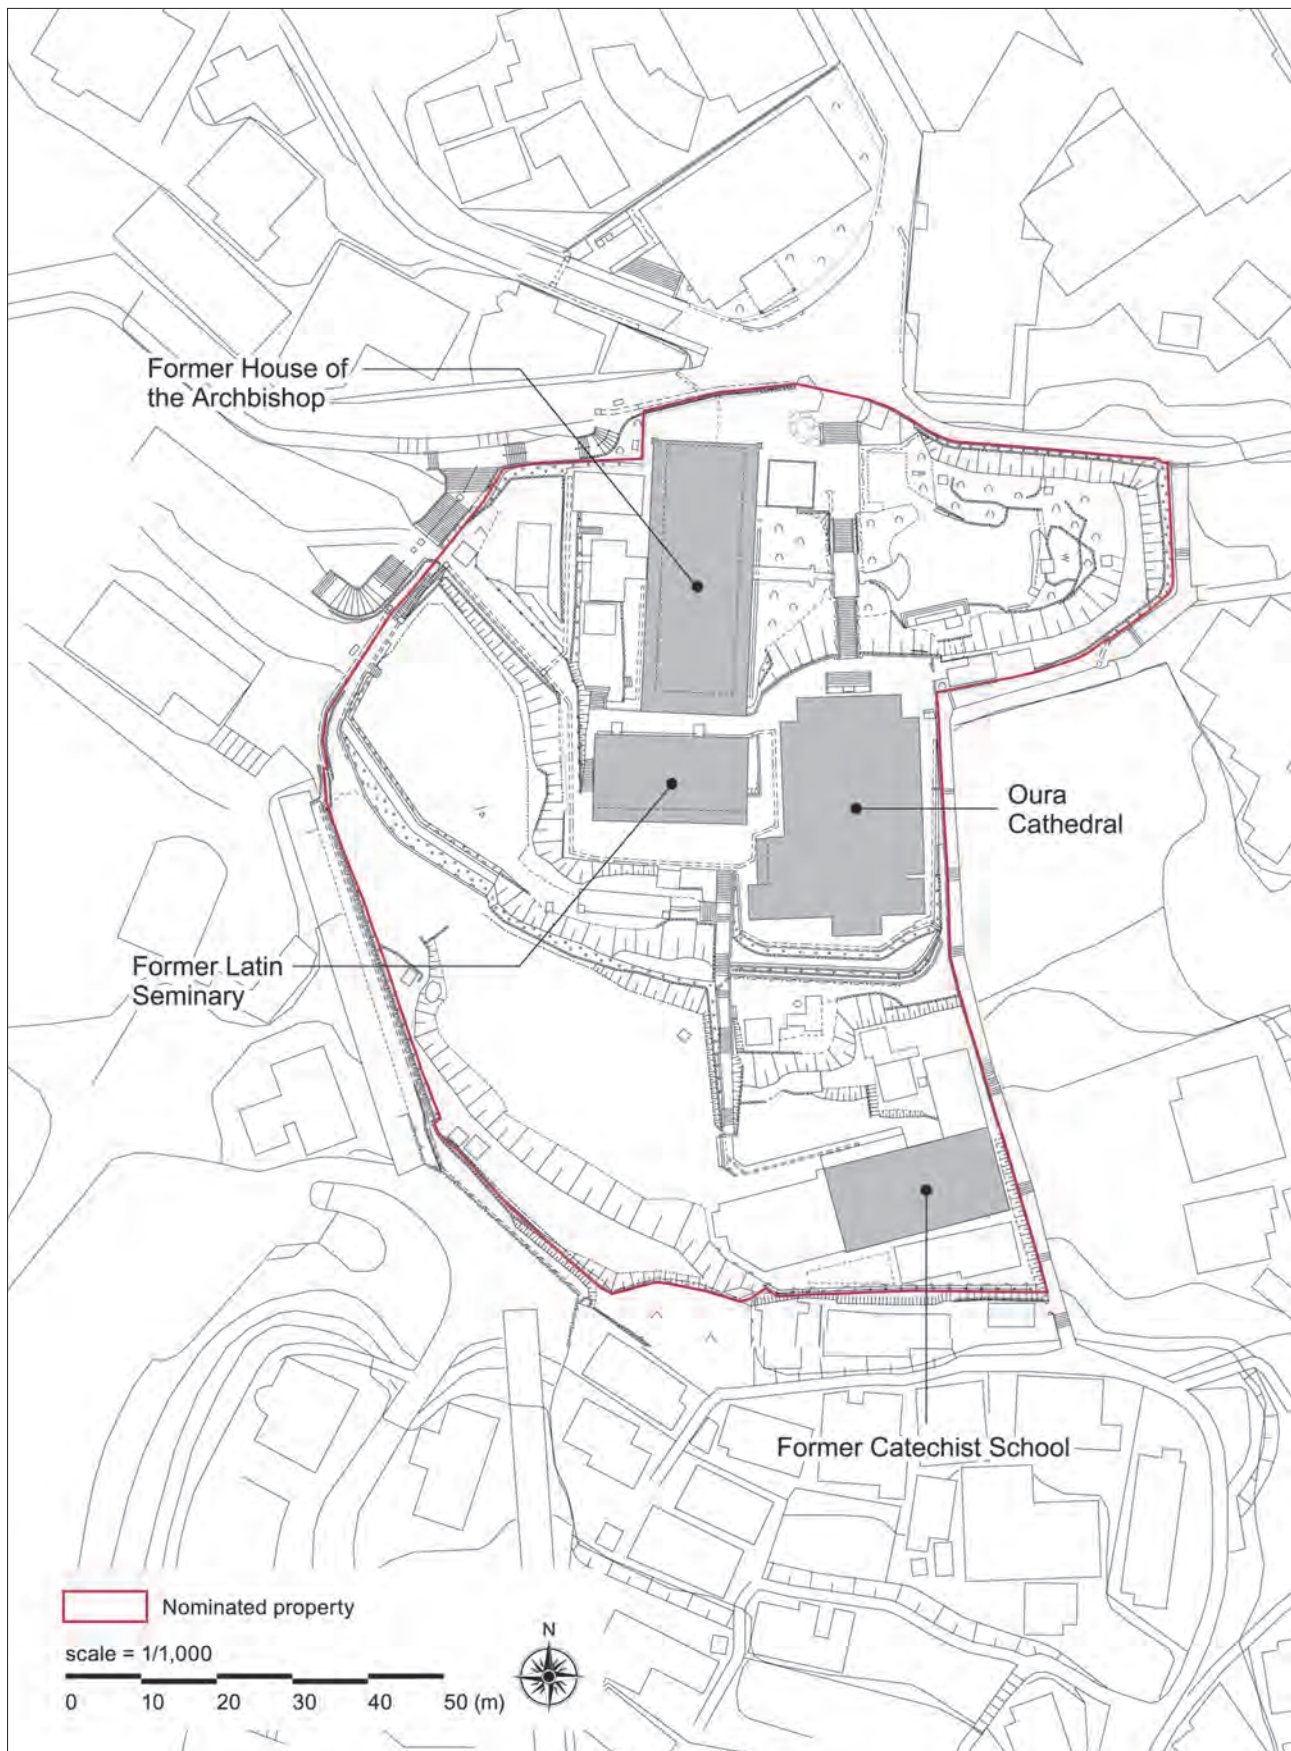 Former House of
the Archbishop
Oura
Cathedral
Former Latin
Seminary
Former Catechist School
Nominated property
scale = 1/1,000
0 10 20 30 40 50 (m)
N
W